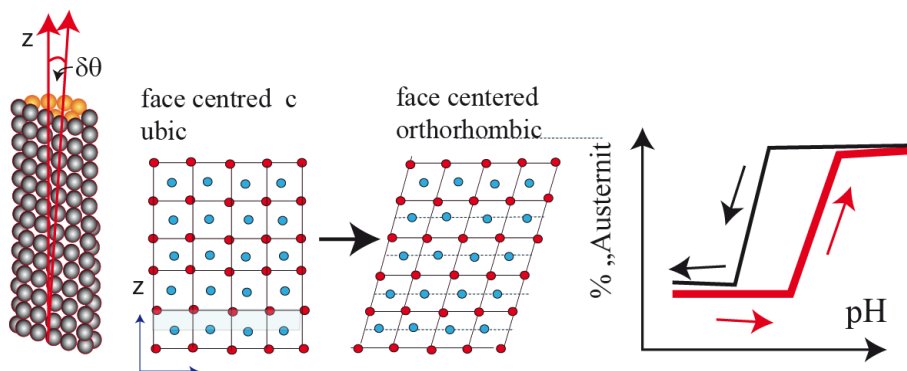 z
δθ
face centred c
ubic
z
face centered
orthorhombic
% „Austernit
pH